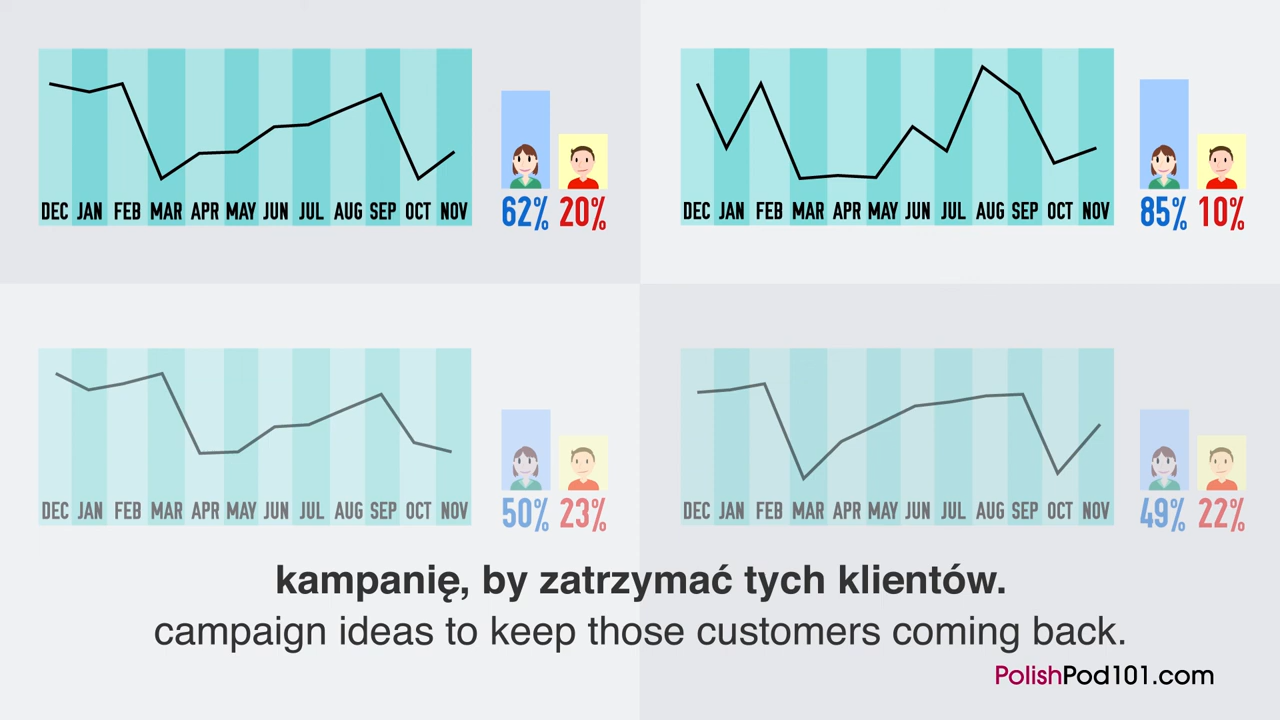 DEC JAN FEB MAR APR MAY JUN JUL AUG SEP OCT NOV
62% 20%
DEC JAN FEB MAR APR MAY JUN JUL AUG SEP OCT NOV
85% 10%
DEC JAN FEB MAR APR MAY JUN JUL AUG SEP OCT NOV
50% 23%
DEC JAN FEB MAR APR MAY JUN JUL AUG SEP OCT NOV
49% 22%
kampanię, by zatrzymać tych klientów.
campaign ideas to keep those customers coming back.
PolishPod101.com